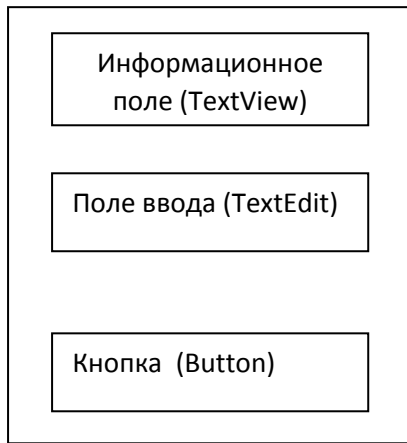 Информационное
поле (TextView)
Поле ввода (TextEdit)
Кнопка (Button)